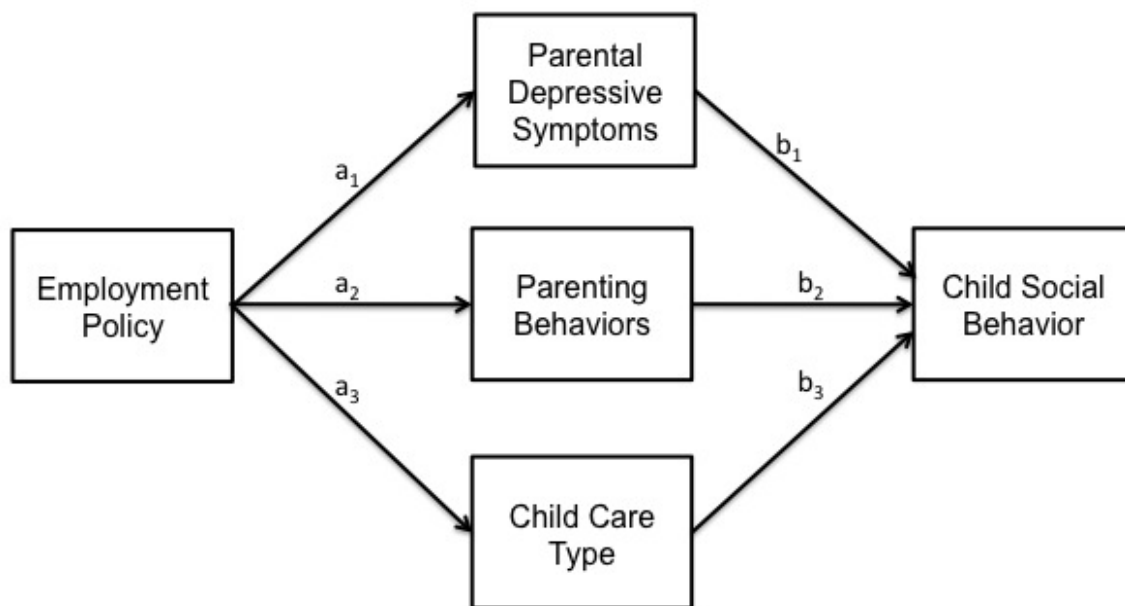 Parental
Depressive
Symptoms
a₁
b₁
Employment
Policy
a₂
Parenting
Behaviors
b₂
Child Social
Behavior
a₃
b₃
Child Care
Type